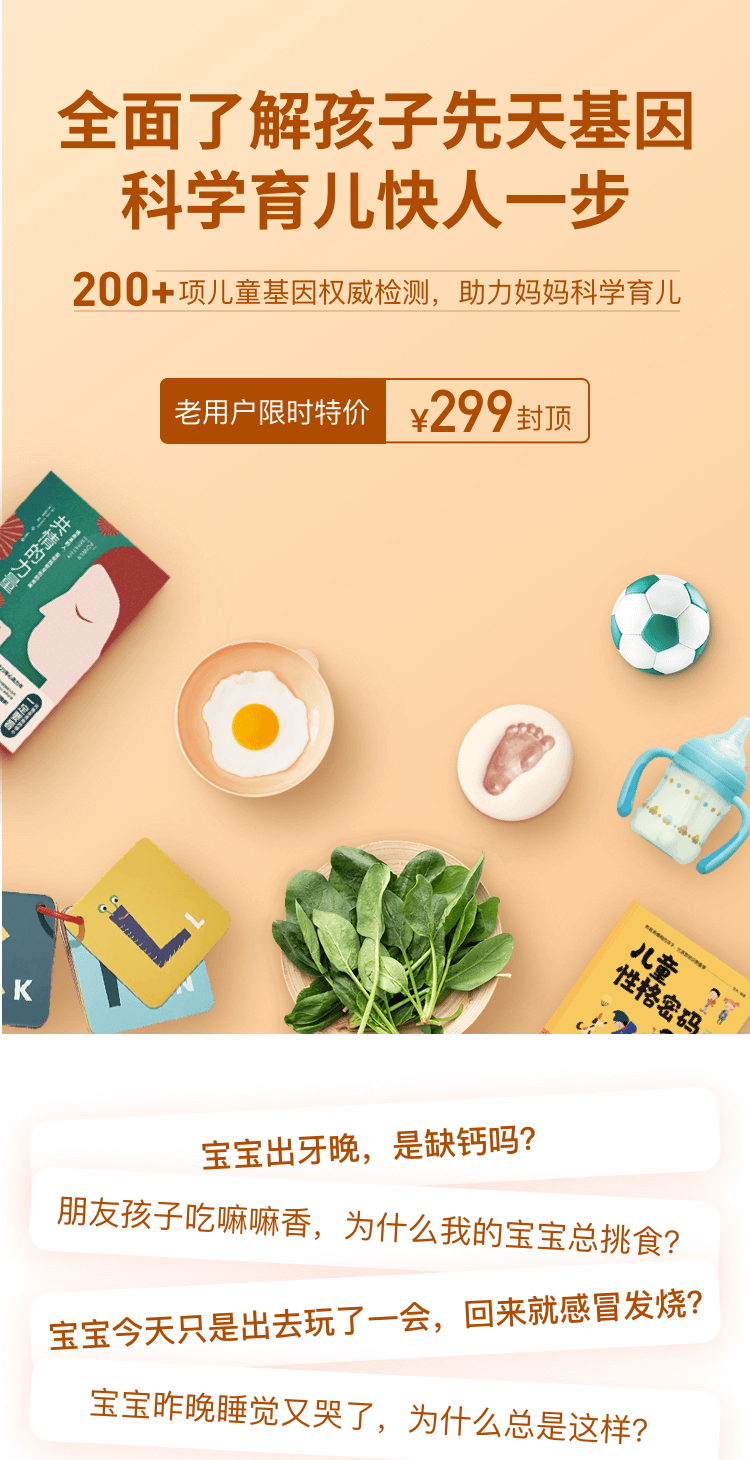 全面了解孩子先天基因
科学育儿快人一步
200+项儿童基因权威检测，助力妈妈科学育儿
老用户限时特价 ¥299封顶
共情的力量
K
L L
N
儿童
性格密码
宝宝出牙晚，是缺钙吗？
朋友孩子吃嘛嘛香，为什么我的宝宝总挑食？
宝宝今天只是出去玩了一会，回来就感冒发烧？
宝宝昨晚睡觉又哭了，为什么总是这样？